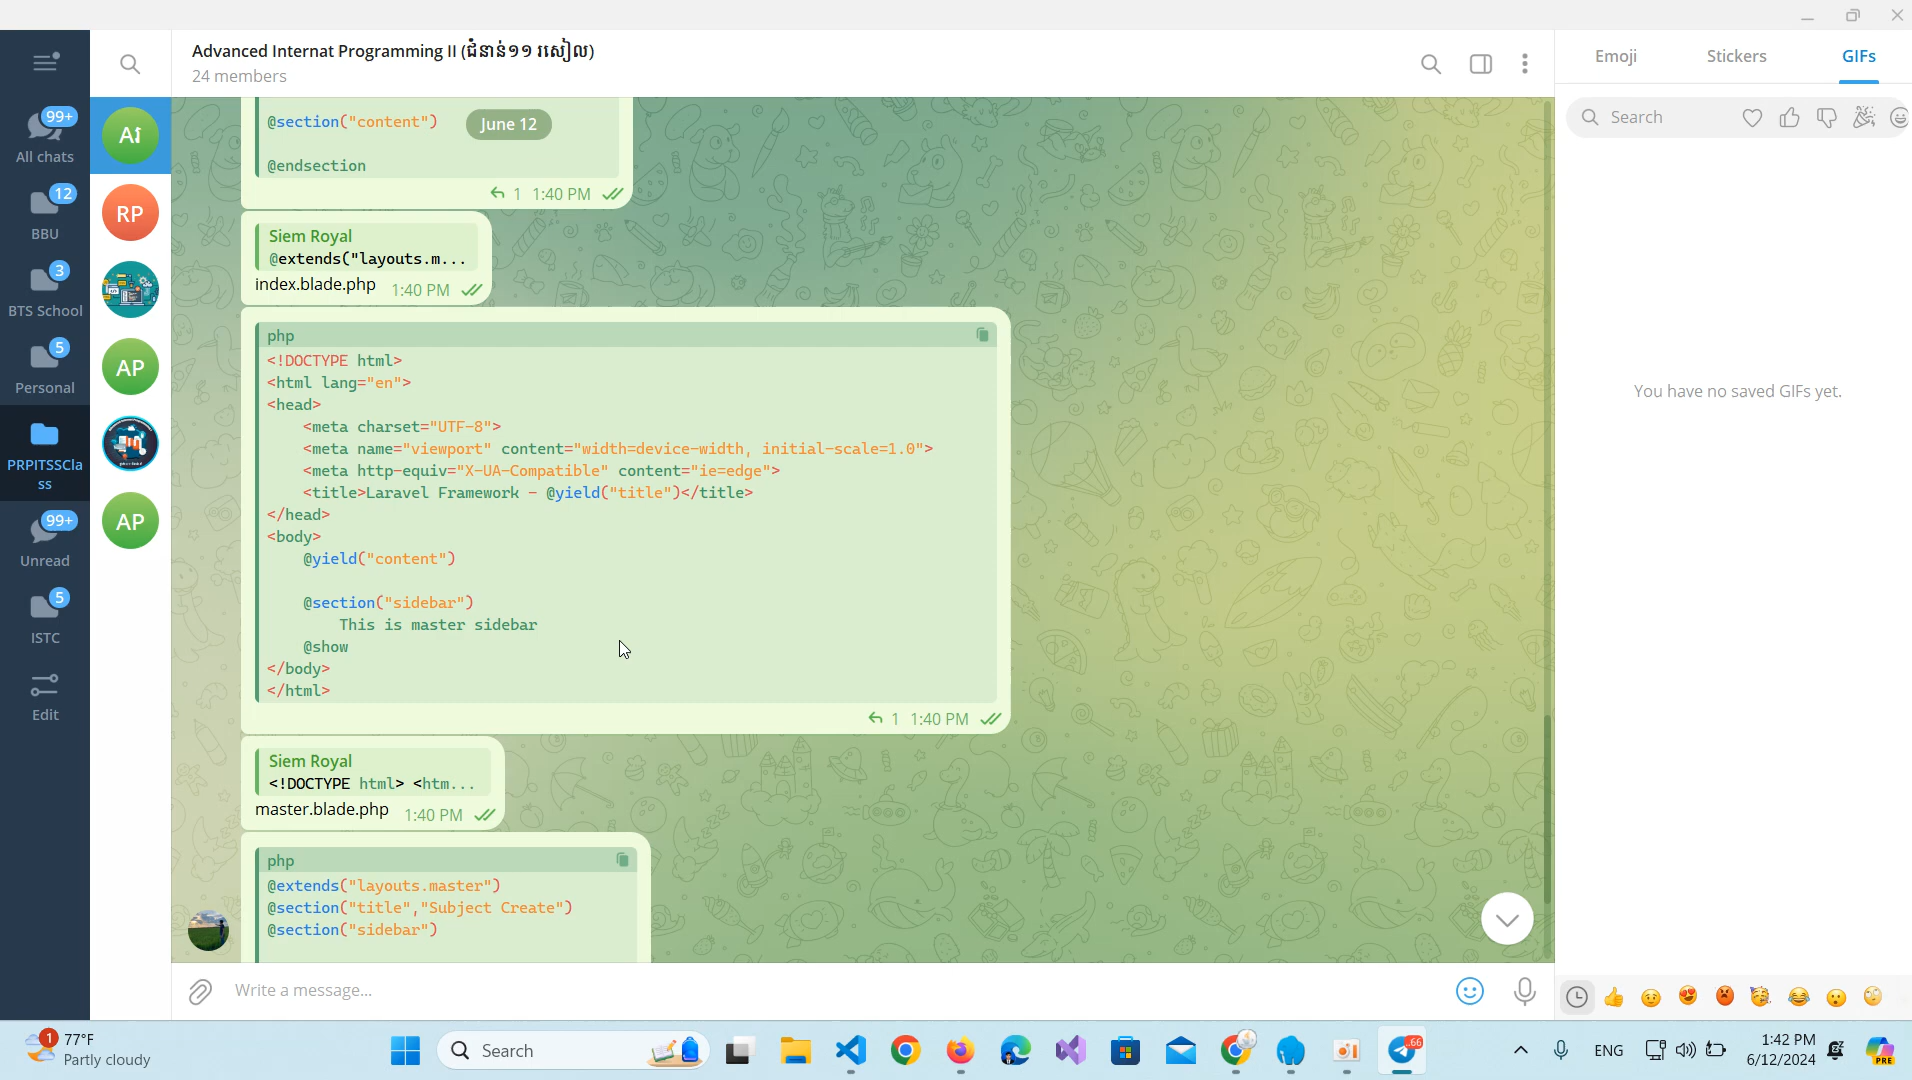 Advanced Internat Programming II (ជំនាន់១១ រសៀល)
24 members
99+
All chats
12
BBU
3
BTS School
5
Personal
PRPITSSCla
ss
99+
Unread
5
ISTC
Edit
RP
AP
AP
@section("content")
June 12
@endsection
1 1:40 PM
Siem Royal
@extends("layouts.m...
index.blade.php 1:40 PM
php
<!DOCTYPE html>
<html lang="en">
<head>
    <meta charset="UTF-8">
    <meta name="viewport" content="width=device-width, initial-scale=1.0">
    <meta http-equiv="X-UA-Compatible" content="ie=edge">
    <title>Laravel Framework - @yield("title")</title>
</head>
<body>
    @yield("content")
    @section("sidebar")
        This is master sidebar
    @show
</body>
</html>
1 1:40 PM
Siem Royal
<!DOCTYPE html> <htm...
master.blade.php 1:40 PM
php
@extends("layouts.master")
@section("title","Subject Create")
@section("sidebar")
Write a message...
Emoji Stickers GIFs
Search
You have no saved GIFs yet.
1
77°F
Partly cloudy
Search
66
ENG
1:42 PM
6/12/2024
PRE